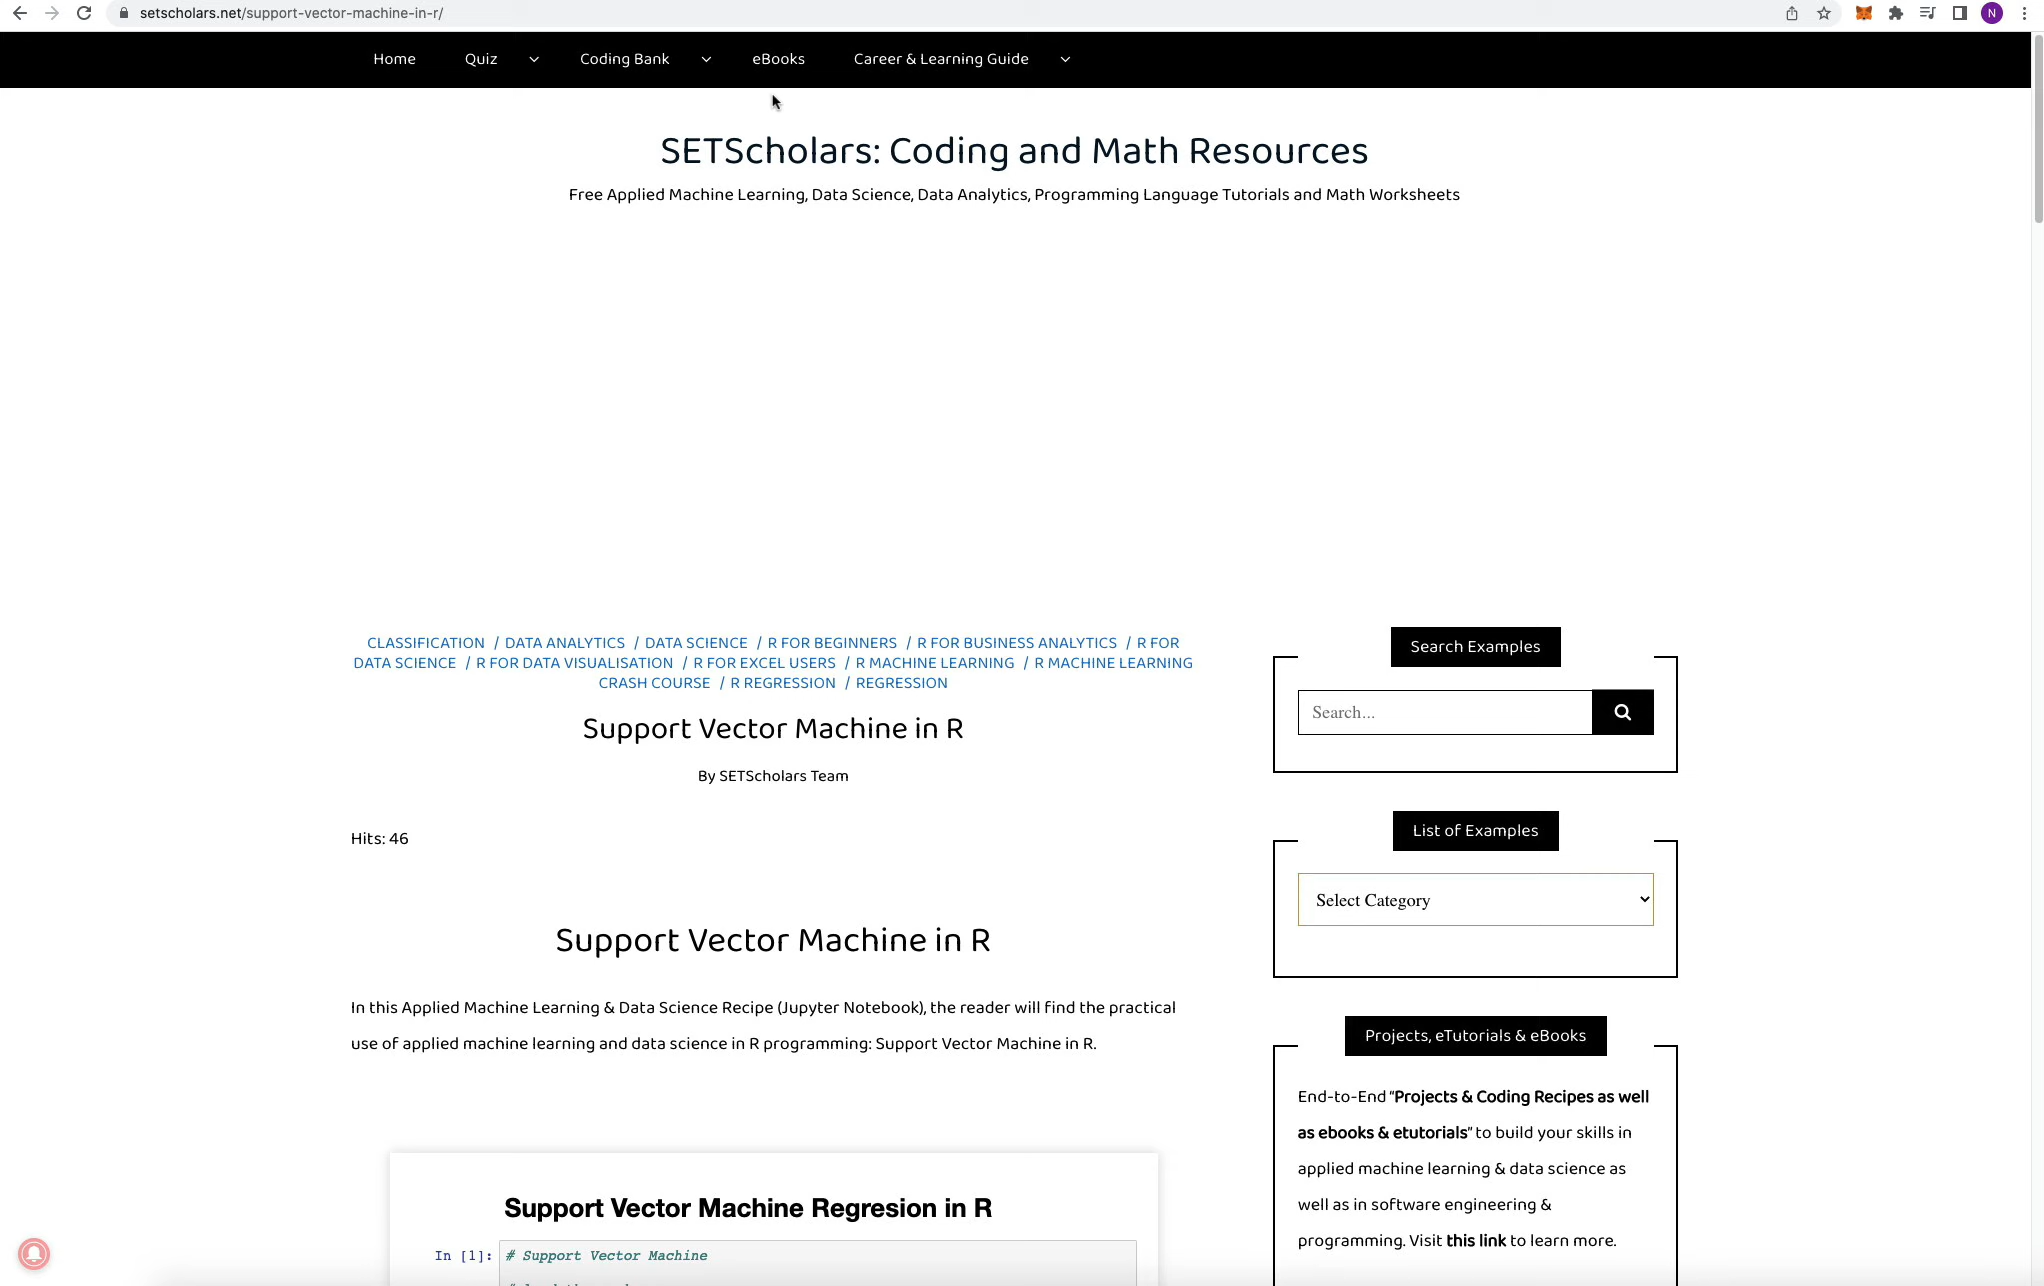 setscholars.net/support-vector-machine-in-r/
N
Home Quiz Coding Bank eBooks Career & Learning Guide
SETScholars: Coding and Math Resources
Free Applied Machine Learning, Data Science, Data Analytics, Programming Language Tutorials and Math Worksheets
CLASSIFICATION / DATA ANALYTICS / DATA SCIENCE / R FOR BEGINNERS / R FOR BUSINESS ANALYTICS / R FOR
DATA SCIENCE / R FOR DATA VISUALISATION / R FOR EXCEL USERS / R MACHINE LEARNING / R MACHINE LEARNING
CRASH COURSE / R REGRESSION / REGRESSION
Support Vector Machine in R
By SETScholars Team
Hits: 46
Support Vector Machine in R
In this Applied Machine Learning & Data Science Recipe (Jupyter Notebook), the reader will find the practical
use of applied machine learning and data science in R programming: Support Vector Machine in R.
Support Vector Machine Regresion in R
In [1]: # Support Vector Machine
Search Examples
Search...
List of Examples
Select Category
Projects, eTutorials & eBooks
End-to-End "Projects & Coding Recipes as well
as ebooks & etutorials" to build your skills in
applied machine learning & data science as
well as in software engineering &
programming. Visit this link to learn more.